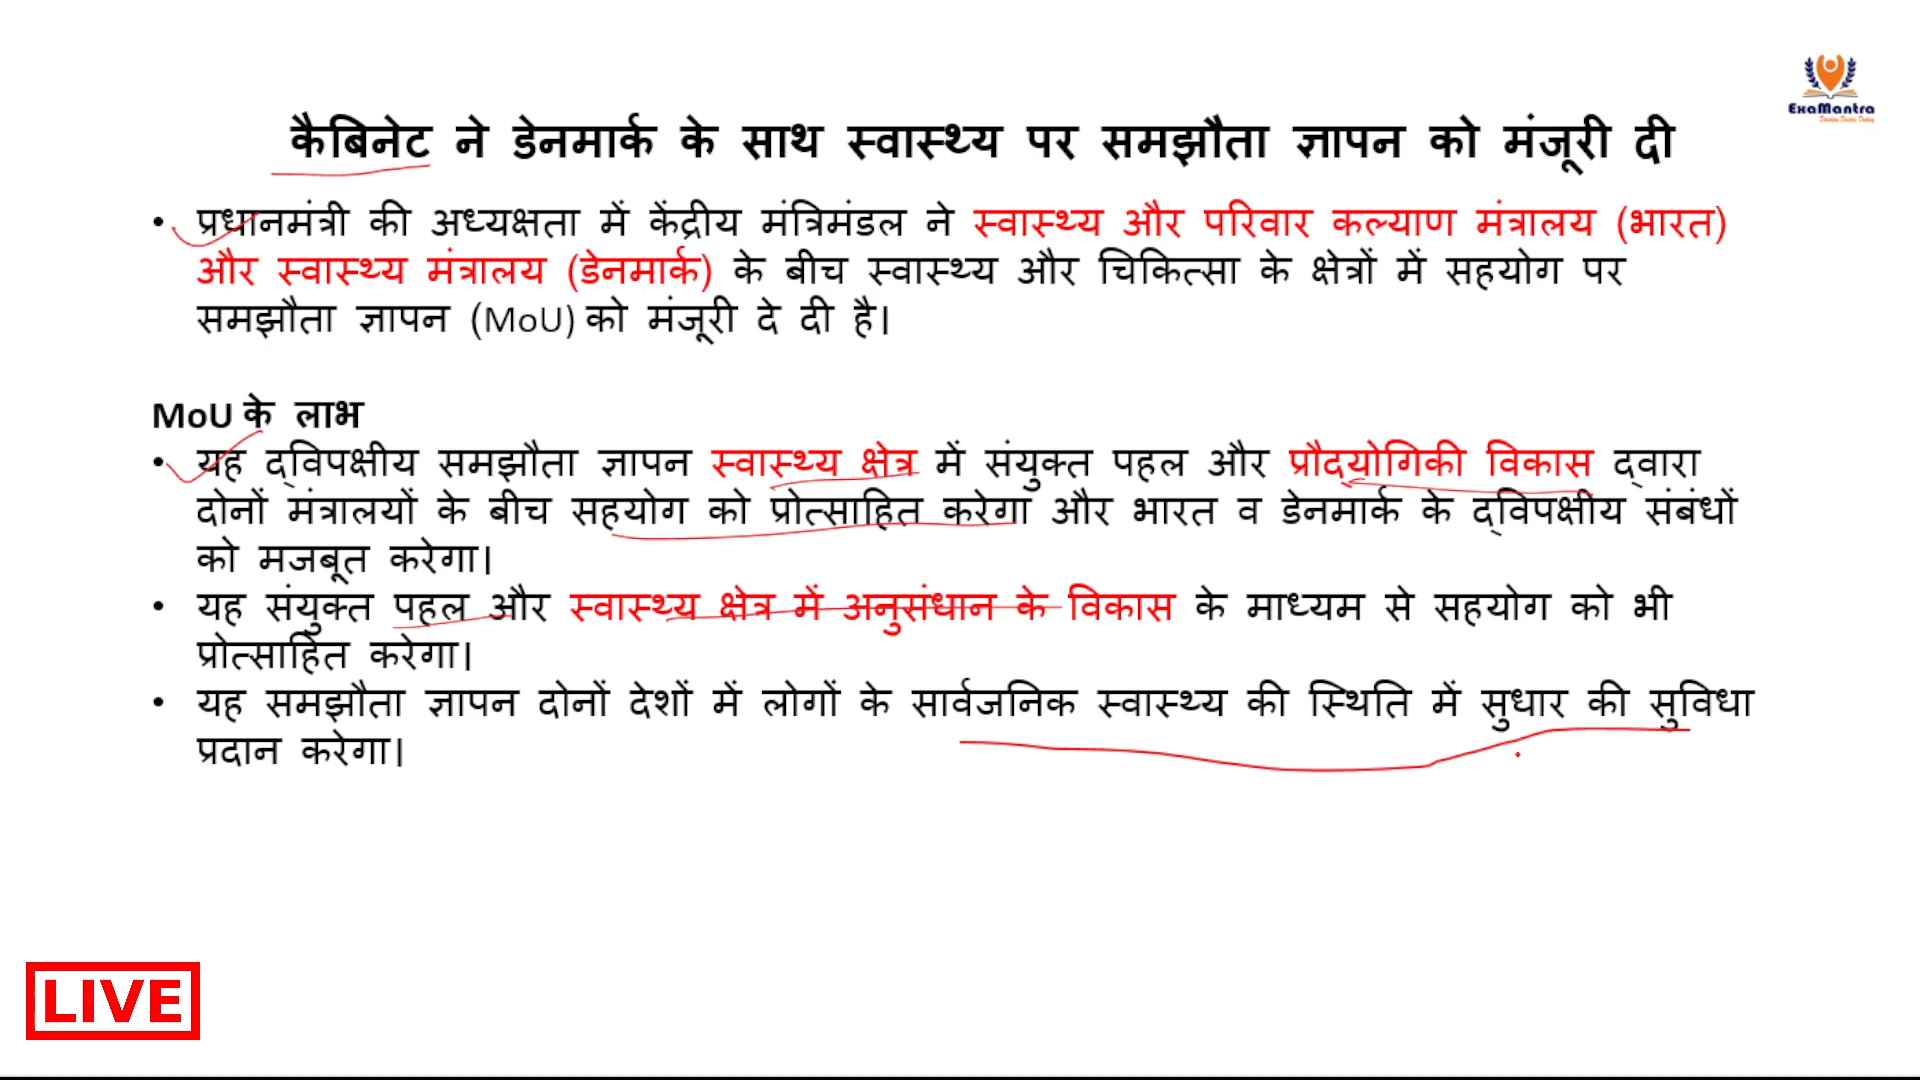 ExaMantra
कैबिनेट ने डेनमार्क के साथ स्वास्थ्य पर समझौता ज्ञापन को मंजूरी दी
• प्रधानमंत्री की अध्यक्षता में केंद्रीय मंत्रिमंडल ने स्वास्थ्य और परिवार कल्याण मंत्रालय (भारत)
और स्वास्थ्य मंत्रालय (डेनमार्क) के बीच स्वास्थ्य और चिकित्सा के क्षेत्रों में सहयोग पर
समझौता ज्ञापन (MoU) को मंजूरी दे दी है।
MoU के लाभ
• यह द्विपक्षीय समझौता ज्ञापन स्वास्थ्य क्षेत्र में संयुक्त पहल और प्रौद्योगिकी विकास द्वारा
दोनों मंत्रालयों के बीच सहयोग को प्रोत्साहित करेगा और भारत व डेनमार्क के द्विपक्षीय संबंधों
को मजबूत करेगा।
• यह संयुक्त पहल और स्वास्थ्य क्षेत्र में अनुसंधान के विकास के माध्यम से सहयोग को भी
प्रोत्साहित करेगा।
• यह समझौता ज्ञापन दोनों देशों में लोगों के सार्वजनिक स्वास्थ्य की स्थिति में सुधार की सुविधा
प्रदान करेगा।
LIVE